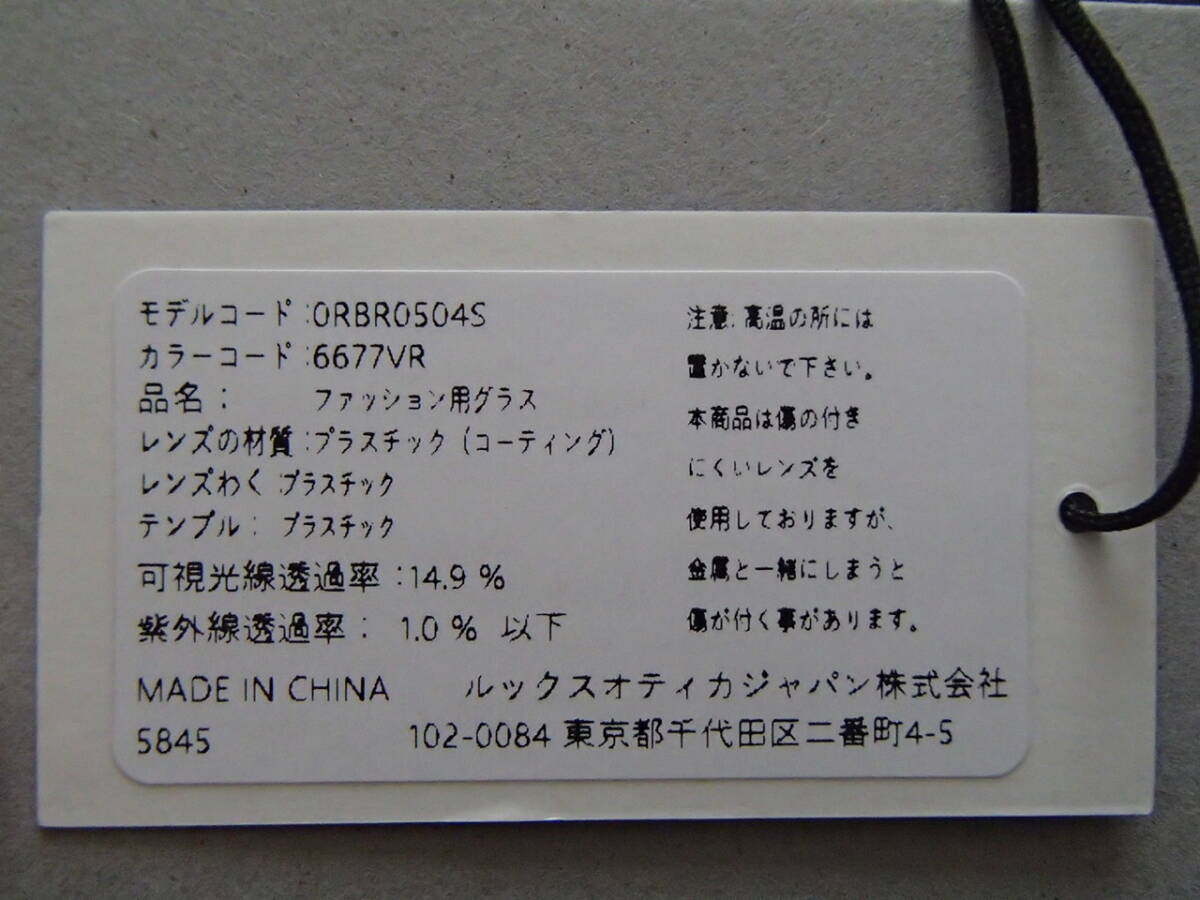 モデルコード:0RBR0504S
カラーコード:6677VR
品名: ファッション用グラス
レンズの材質:プラスチック(コーティング)
レンズわく:プラスチック
テンプル: プラスチック
可視光線透過率:14.9 %
紫外線透過率: 1.0 % 以下
注意:高温の所には
置かないで下さい。
本商品は傷の付き
にくいレンズを
使用しておりますが、
金属と一緒にしまうと
傷が付く事があります。
MADE IN CHINA ルックスオティカジャパン株式会社
5845 102-0084 東京都千代田区二番町4-5